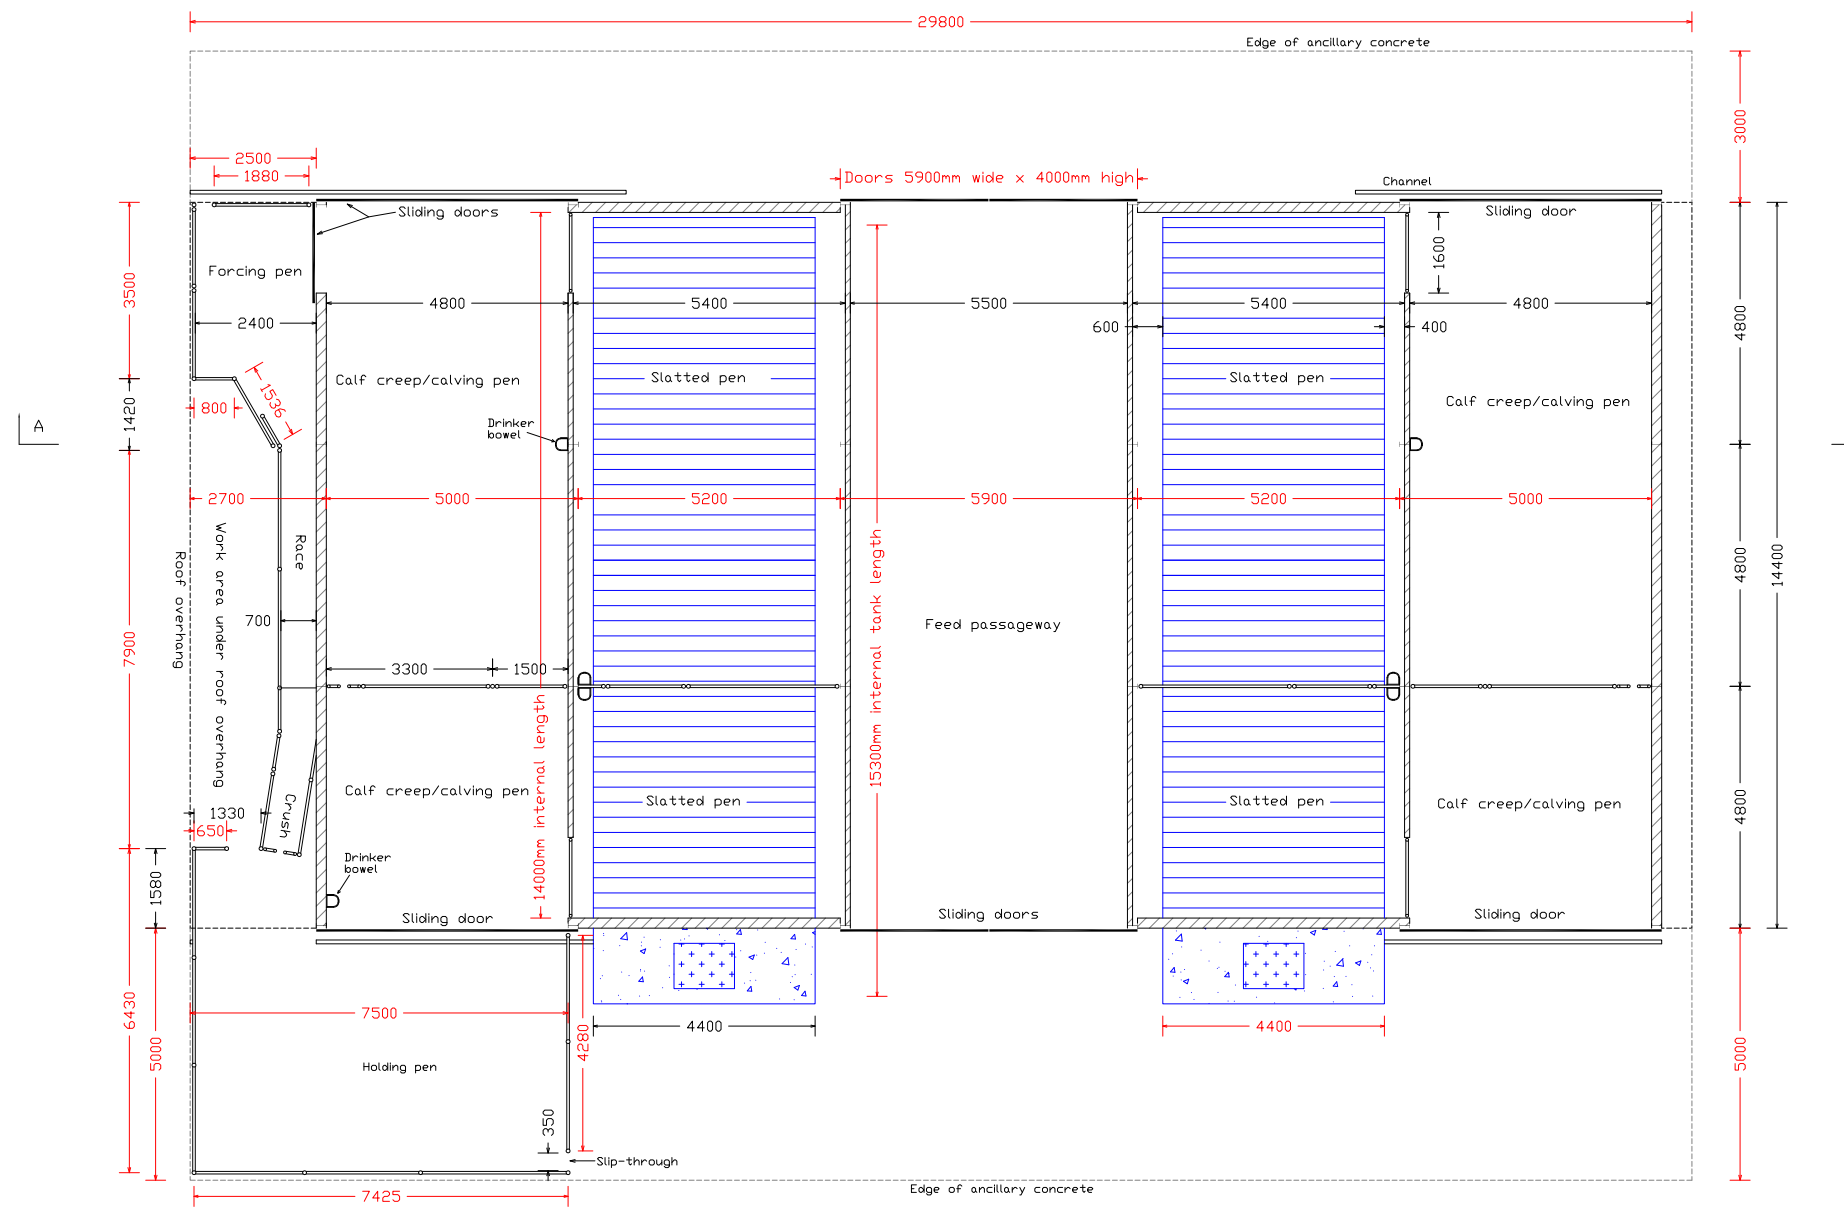 29800
Edge of ancillary concrete
3000
2500
1880
Doors 5900mm wide x 4000mm high
Channel
Sliding doors
Sliding door
Forcing pen
1600
3500
4800
5400
5500
5400
4800
2400
600
400
4800
Calf creep/calving pen
Slatted pen
Slatted pen
Calf creep/calving pen
1536
800
1420
A
Drinker
bowel
2700
5000
5200
5900
5200
5000
Roof overhang
Work area under roof overhang
Race
15300mm internal tank length
4800
14400
700
Feed passageway
7900
3300
1500
14000mm internal length
Calf creep/calving pen
Slatted pen
Slatted pen
Calf creep/calving pen
4800
1330
650
Crush
Drinker
bowel
1580
Sliding door
Sliding doors
Sliding door
6430
5000
7500
4280
4400
4400
5000
Holding pen
350
Slip-through
7425
Edge of ancillary concrete